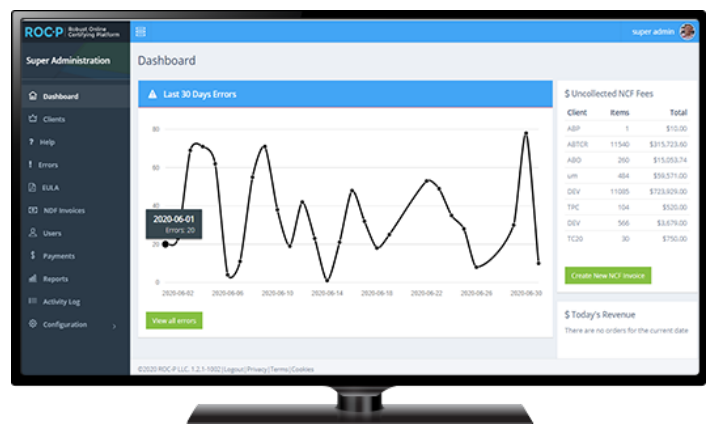 ROC-P Robust Online
Certifying Platform
super admin
Super Administration
Dashboard
Dashboard
Clients
? Help
! Errors
EULA
NDF Invoices
Users
$ Payments
Reports
Activity Log
Configuration
Last 30 Days Errors
80
60
40
20
0
2020-06-01
Errors: 20
2020-06-02 2020-06-06 2020-06-10 2020-06-14 2020-06-18 2020-06-22 2020-06-26 2020-06-30
View all errors
$ Uncollected NCF Fees
Client Items Total
ABP 1 $10.00
ABTCR 11540 $315,723.60
ABO 260 $15,053.74
um 484 $59,571.00
DEV 11085 $723,929.00
TPC 104 $520.00
DEV 566 $3,679.00
TC20 30 $750.00
Create New NCF Invoice
$ Today's Revenue
There are no orders for the current date
©2020 ROC-P LLC. 1.2.1-1002|Logout|Privacy|Terms|Cookies